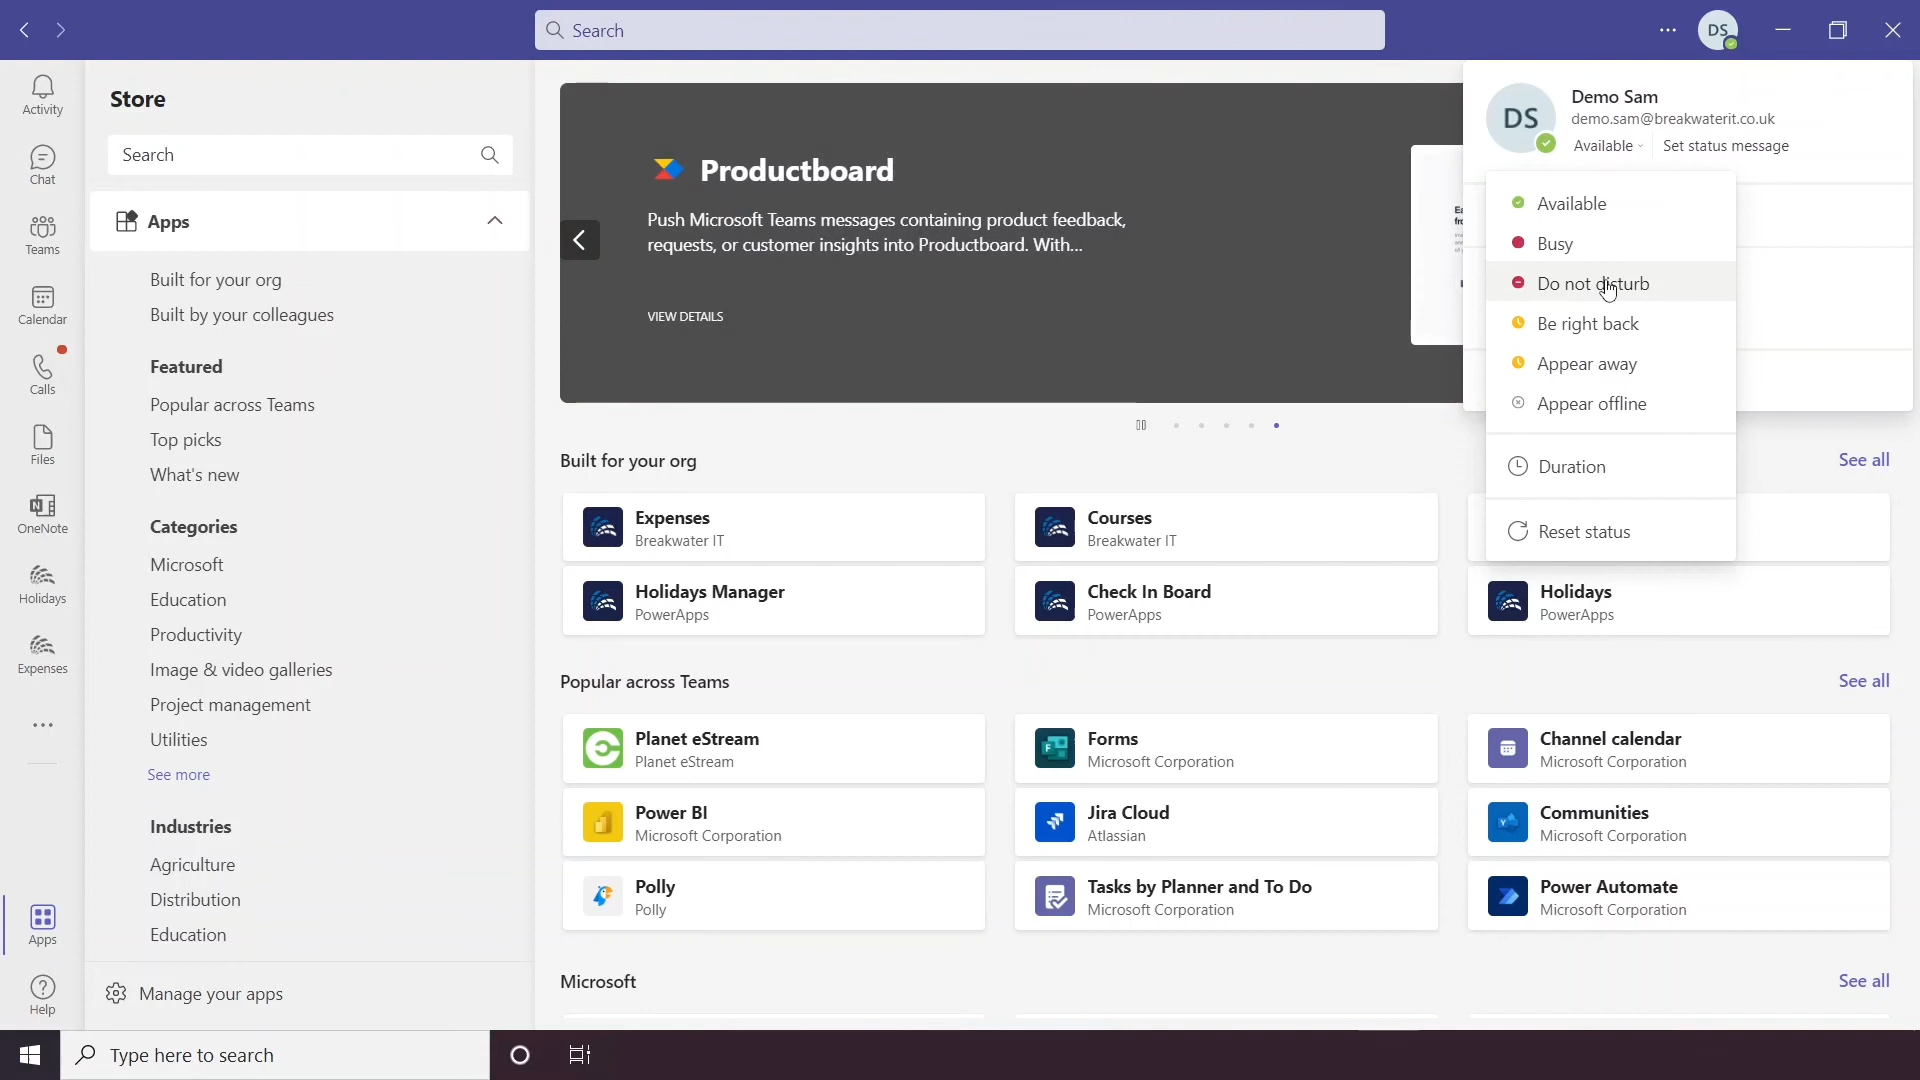 Search
DS
Activity
Chat
Teams
Calendar
Calls
Files
OneNote
Holidays
Expenses
Apps
Help
Store
Search
Apps
Built for your org
Built by your colleagues
Featured
Popular across Teams
Top picks
What's new
Categories
Microsoft
Education
Productivity
Image & video galleries
Project management
Utilities
See more
Industries
Agriculture
Distribution
Education
Manage your apps
Productboard
Push Microsoft Teams messages containing product feedback,
requests, or customer insights into Productboard. With...
VIEW DETAILS
DS
Demo Sam
demo.sam@breakwaterit.co.uk
Available
Set status message
Available
Busy
Do not disturb
Be right back
Appear away
Appear offline
Duration
Reset status
Built for your org
See all
Expenses
Breakwater IT
Courses
Breakwater IT
Holidays Manager
PowerApps
Check In Board
PowerApps
Holidays
PowerApps
Popular across Teams
See all
Planet eStream
Planet eStream
Forms
Microsoft Corporation
Channel calendar
Microsoft Corporation
Power BI
Microsoft Corporation
Jira Cloud
Atlassian
Communities
Microsoft Corporation
Polly
Polly
Tasks by Planner and To Do
Microsoft Corporation
Power Automate
Microsoft Corporation
Microsoft
See all
Type here to search